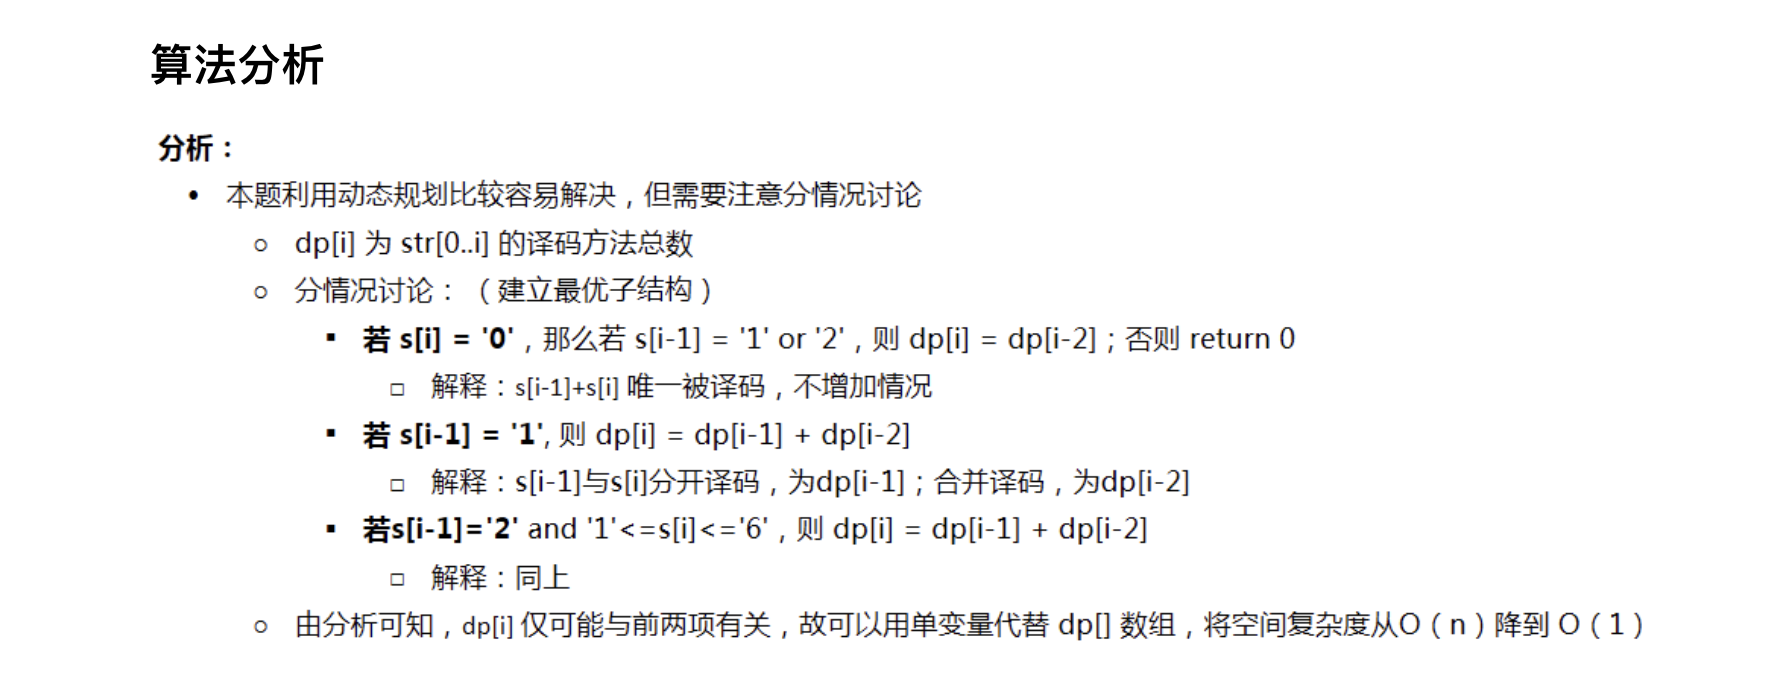 算法分析
分析：
• 本题利用动态规划比较容易解决，但需要注意分情况讨论
○ dp[i] 为 str[0..i] 的译码方法总数
○ 分情况讨论：（建立最优子结构）
▪ 若 s[i] = '0'，那么若 s[i-1] = '1' or '2'，则 dp[i] = dp[i-2]；否则 return 0
□ 解释：s[i-1]+s[i] 唯一被译码，不增加情况
▪ 若 s[i-1] = '1', 则 dp[i] = dp[i-1] + dp[i-2]
□ 解释：s[i-1]与s[i]分开译码，为dp[i-1]；合并译码，为dp[i-2]
▪ 若s[i-1]='2' and '1'<=s[i]<='6'，则 dp[i] = dp[i-1] + dp[i-2]
□ 解释：同上
○ 由分析可知，dp[i] 仅可能与前两项有关，故可以用单变量代替 dp[] 数组，将空间复杂度从O（n）降到 O（1）